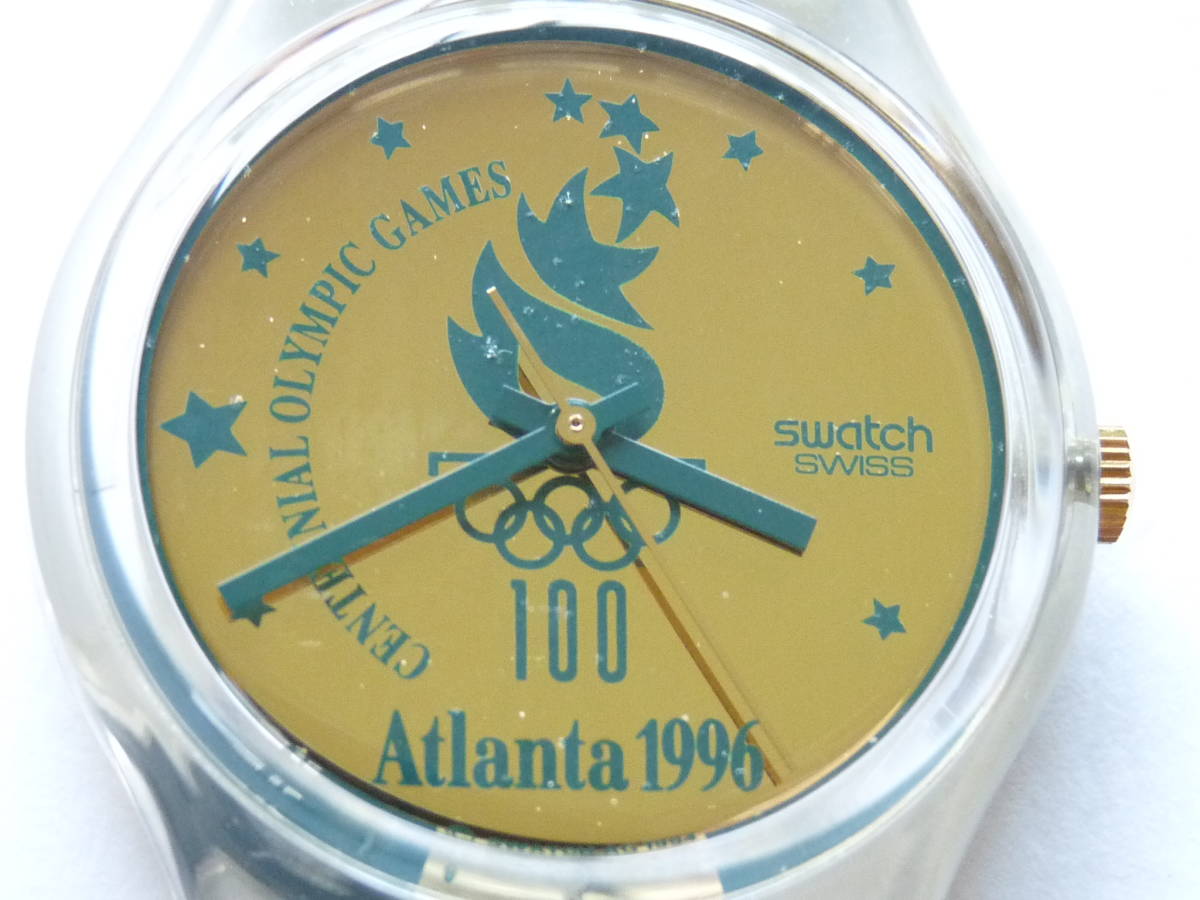 CENTENNIAL OLYMPIC GAMES
swatch
SWISS
100
Atlanta 1996